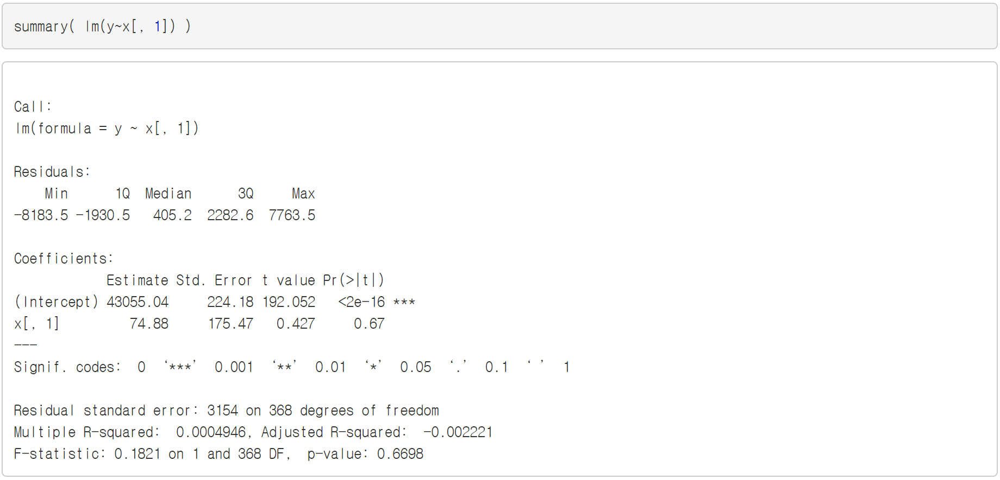 summary( lm(y~x[, 1]) )
Call:
lm(formula = y ~ x[, 1])
Residuals:
    Min      1Q  Median      3Q     Max
-8183.5 -1930.5   405.2  2282.6  7763.5
Coefficients:
            Estimate Std. Error t value Pr(>|t|)
(Intercept) 43055.04     224.18 192.052   <2e-16 ***
x[, 1]         74.88     175.47   0.427     0.67
---
Signif. codes:  0  ‘***’  0.001  ‘**’  0.01  ‘*’  0.05  ‘.’  0.1  ‘ ’  1
Residual standard error: 3154 on 368 degrees of freedom
Multiple R-squared:  0.0004946, Adjusted R-squared:  -0.002221
F-statistic: 0.1821 on 1 and 368 DF,  p-value: 0.6698